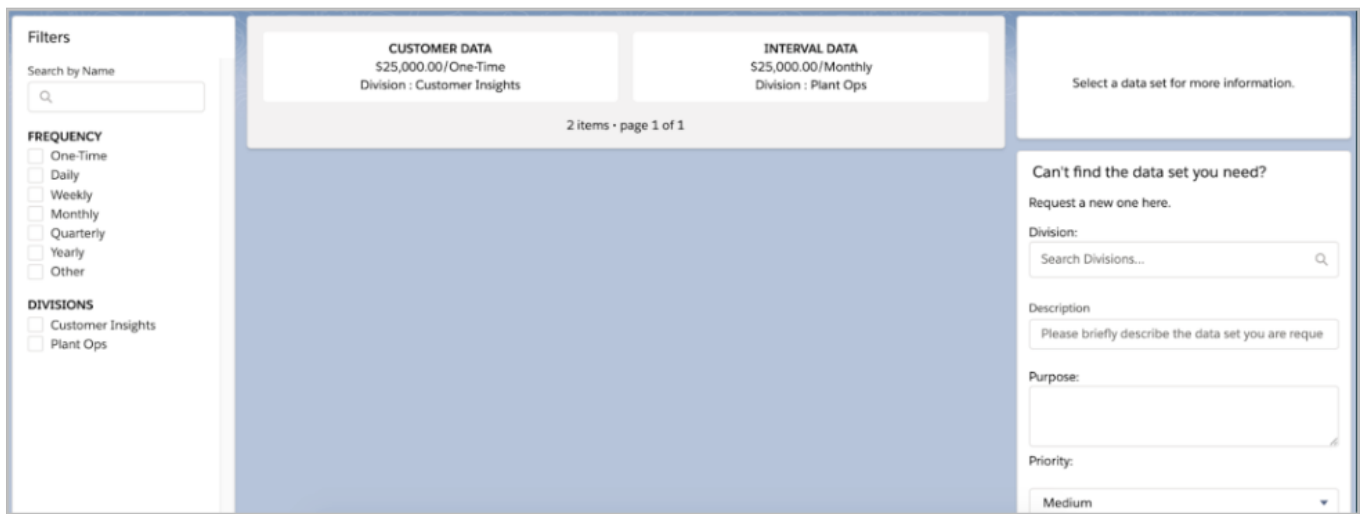 Filters
Search by Name
FREQUENCY
One-Time
Daily
Weekly
Monthly
Quarterly
Yearly
Other
DIVISIONS
Customer Insights
Plant Ops
CUSTOMER DATA
$25,000.00/One-Time
Division : Customer Insights
INTERVAL DATA
$25,000.00/Monthly
Division : Plant Ops
2 items • page 1 of 1
Select a data set for more information.
Can't find the data set you need?
Request a new one here.
Division:
Search Divisions...
Description
Please briefly describe the data set you are reque
Purpose:
Priority:
Medium